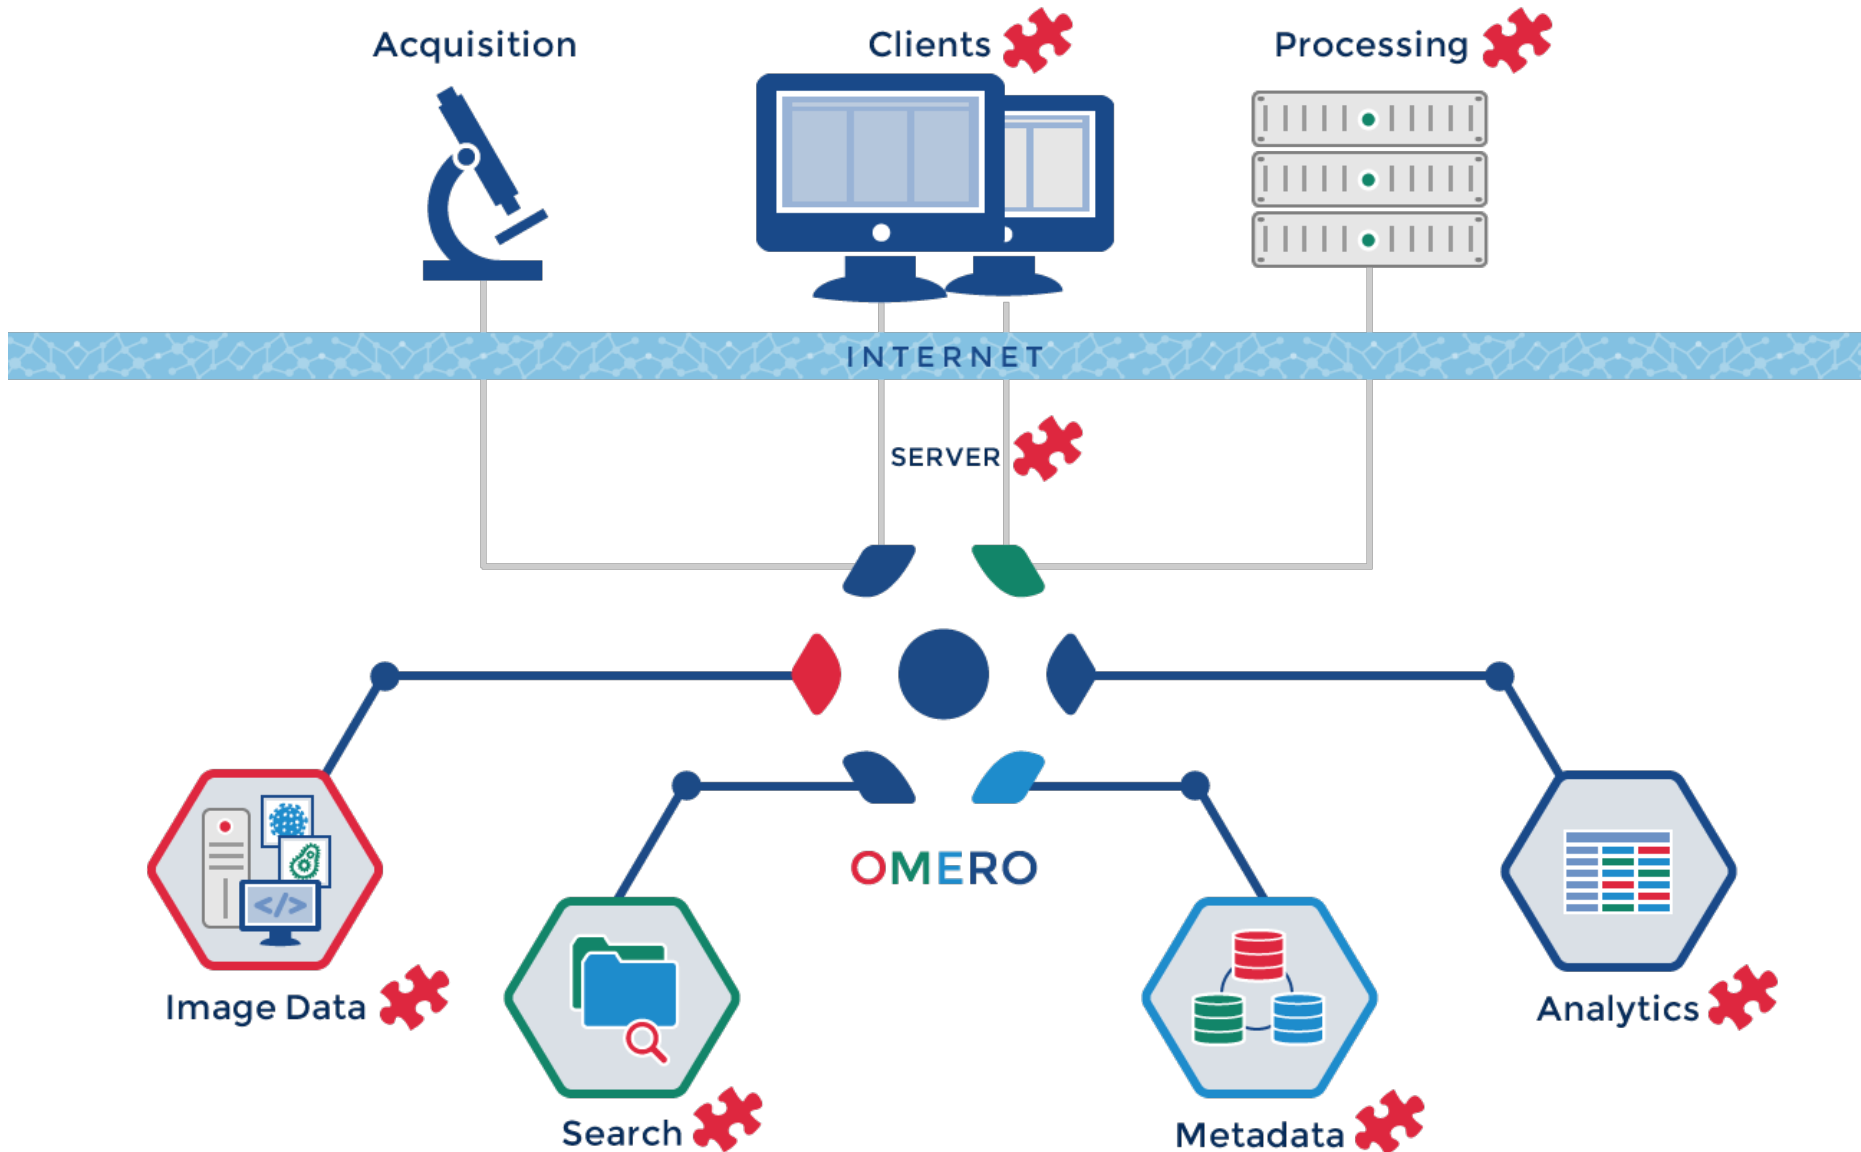 Acquisition
Clients
Processing
INTERNET
SERVER
OMERO
</>
Image Data
Search
Metadata
Analytics